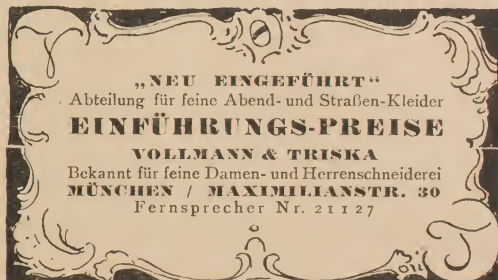 „NEU EINGEFÜHRT“
Abteilung für feine Abend- und Straßen-Kleider
EINFÜHRUNGS-PREISE
VOLLMANN & TRISKA
Bekannt für feine Damen- und Herrenschneiderei
MÜNCHEN / MAXIMILIANSTR. 30
Fernsprecher Nr. 21127